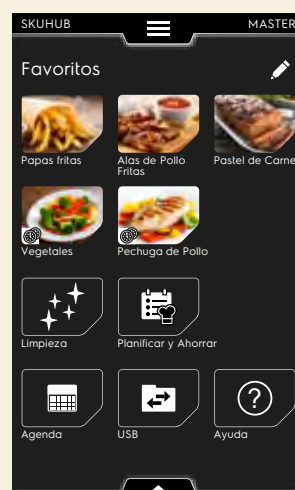 SKUHUB MASTER
Favoritos
Papas fritas Alas de Pollo Pastel de Carne
Fritas
Vegetales Pechuga de Pollo
Limpieza Planificar y Ahorrar
Agenda USB Ayuda
?